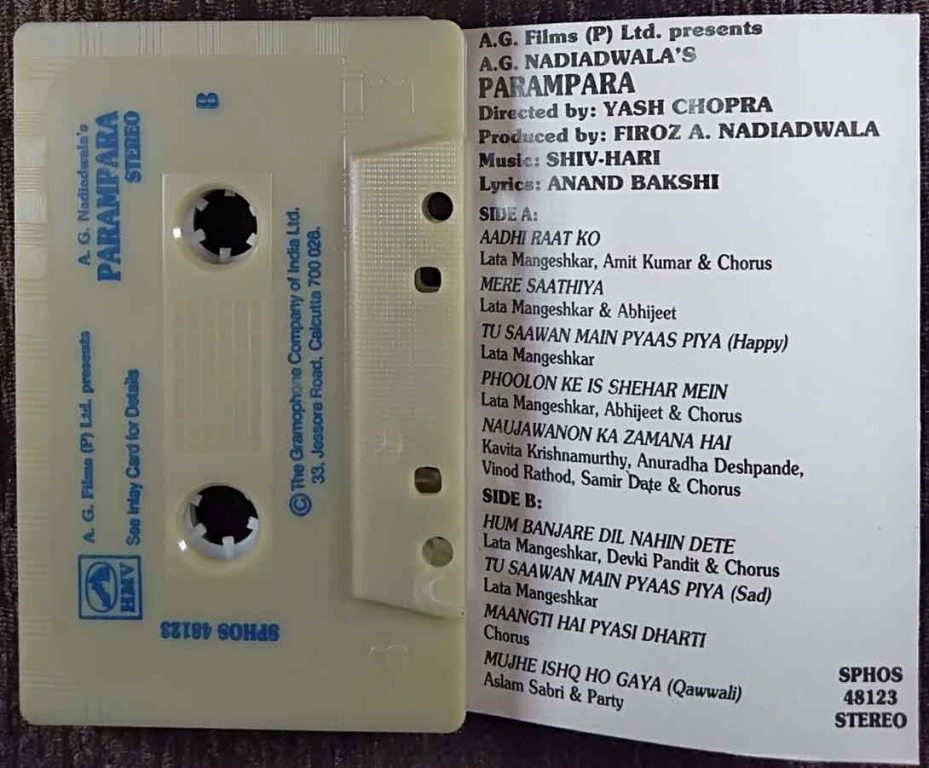 A. G. Nadiadwala's
PARAMPARA
STEREO
B
A. G. Films (P) Ltd. presents
See Inlay Card for Details
HMV
©The Gramophone Company of India Ltd.
33, Jessore Road, Calcutta 700 028.
SPHOS 48123
A.G. Films (P) Ltd. presents
A.G. NADIADWALA'S
PARAMPARA
Directed by: YASH CHOPRA
Produced by: FIROZ A. NADIADWALA
Music: SHIV-HARI
Lyrics: ANAND BAKSHI
SIDE A:
AADHI RAAT KO
Lata Mangeshkar, Amit Kumar & Chorus
MERE SAATHIYA
Lata Mangeshkar & Abhijeet
TU SAAWAN MAIN PYAAS PIYA (Happy)
Lata Mangeshkar
PHOOLON KE IS SHEHAR MEIN
Lata Mangeshkar, Abhijeet & Chorus
NAUJAWANON KA ZAMANA HAI
Kavita Krishnamurthy, Anuradha Deshpande,
Vinod Rathod, Samir Date & Chorus
SIDE B:
HUM BANJARE DIL NAHIN DETE
Lata Mangeshkar, Devki Pandit & Chorus
TU SAAWAN MAIN PYAAS PIYA (Sad)
Lata Mangeshkar
MAANGTI HAI PYASI DHARTI
Chorus
MUJHE ISHQ HO GAYA (Qawwali)
Aslam Sabri & Party
SPHOS
48123
STEREO